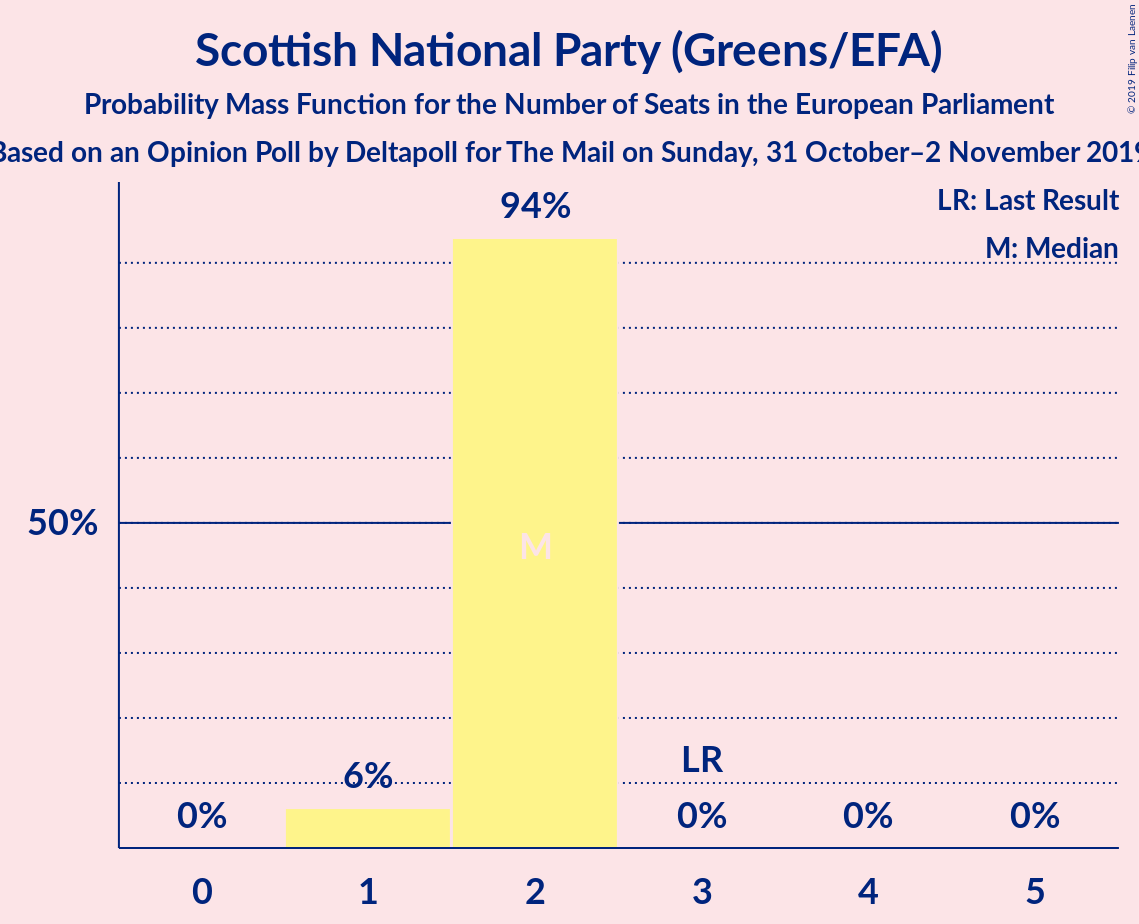 Scottish National Party (Greens/EFA)
Probability Mass Function for the Number of Seats in the European Parliament
Based on an Opinion Poll by Deltapoll for The Mail on Sunday, 31 October–2 November 2019
© 2019 Filip van Laenen
LR: Last Result
M: Median
94%
50%
M
LR
6%
0%
0%
0%
0%
0
1
2
3
4
5